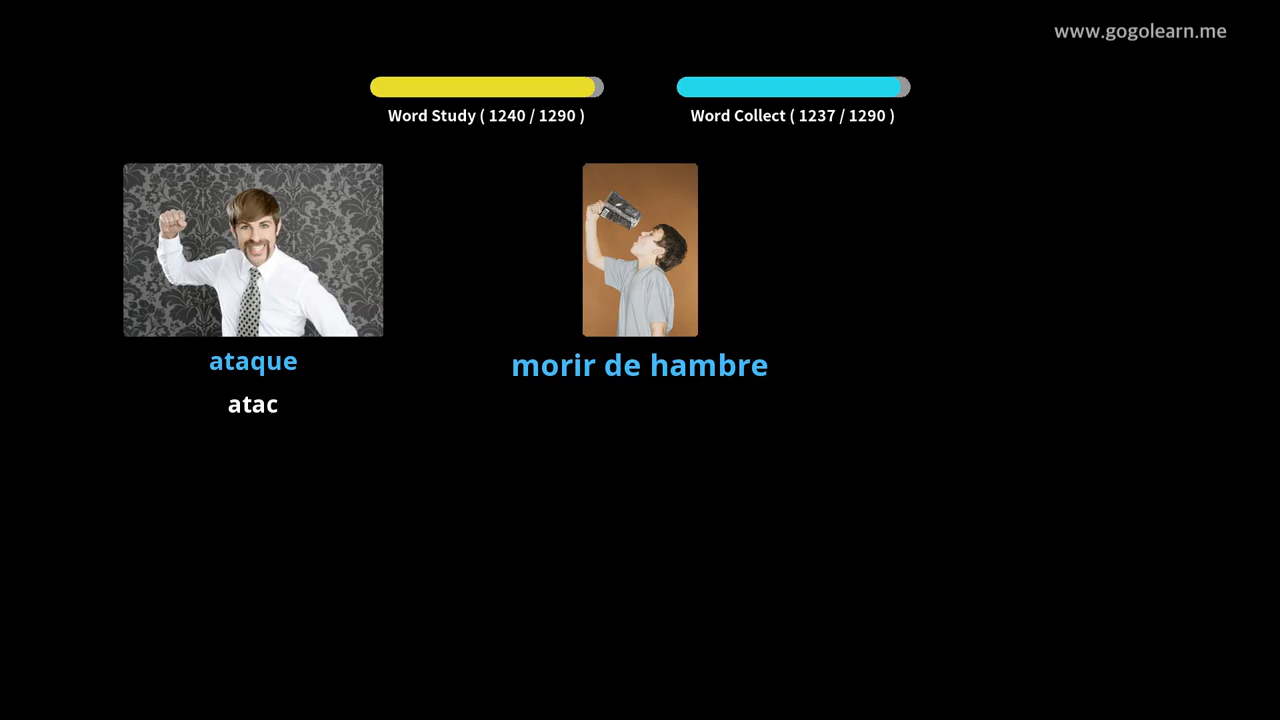 www.gogolearn.me
Word Study ( 1240 / 1290 )
Word Collect ( 1237 / 1290 )
ataque
atac
morir de hambre